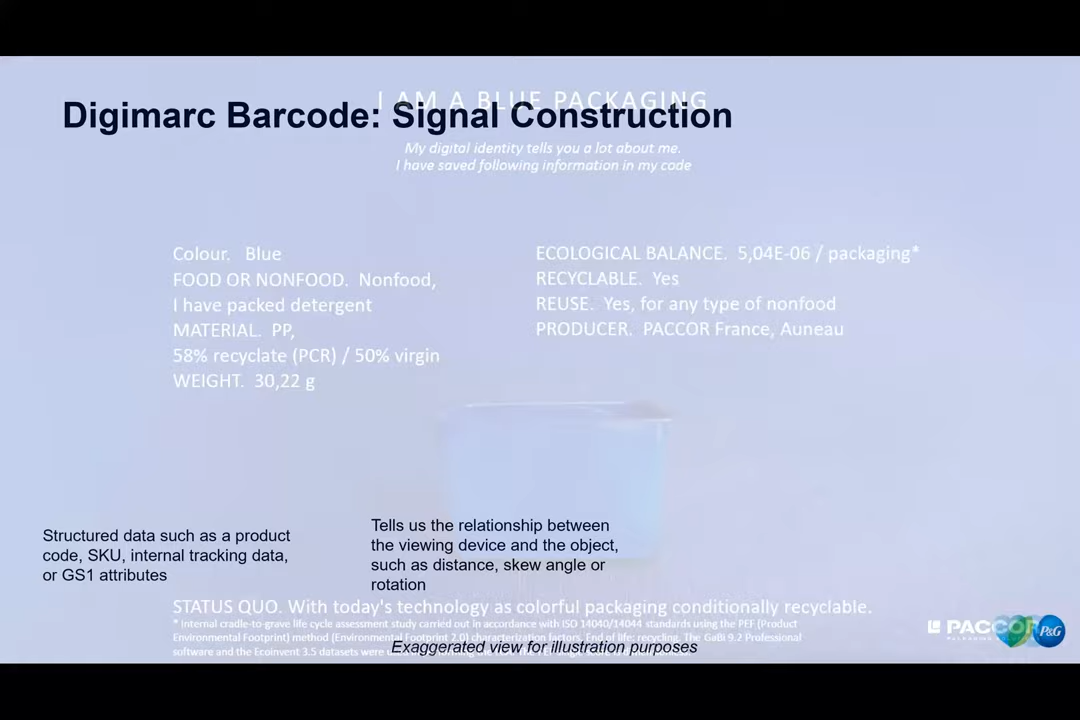 I AM A BLUE PACKAGING
Digimarc Barcode: Signal Construction
My digital identity tells you a lot about me.
I have saved following information in my code
Colour. Blue
FOOD OR NONFOOD. Nonfood,
I have packed detergent
MATERIAL. PP,
58% recyclate (PCR) / 50% virgin
WEIGHT. 30,22 g
ECOLOGICAL BALANCE. 5,04E-06 / packaging*
RECYCLABLE. Yes
REUSE. Yes, for any type of nonfood
PRODUCER. PACCOR France, Auneau
Structured data such as a product
code, SKU, internal tracking data,
or GS1 attributes
Tells us the relationship between
the viewing device and the object,
such as distance, skew angle or
rotation
STATUS QUO. With today's technology as colorful packaging conditionally recyclable.
* Internal cradle-to-grave life cycle assessment study carried out in accordance with ISO 14040/14044 standards using the PEF (Product
Environmental Footprint) method (Environmental Footprint 2.0) characterization factors. End of life: recycling. The GaBi 9.2 Professional
software and the Ecoinvent 3.5 datasets were
Exaggerated view for illustration purposes
PACCOR
P&G